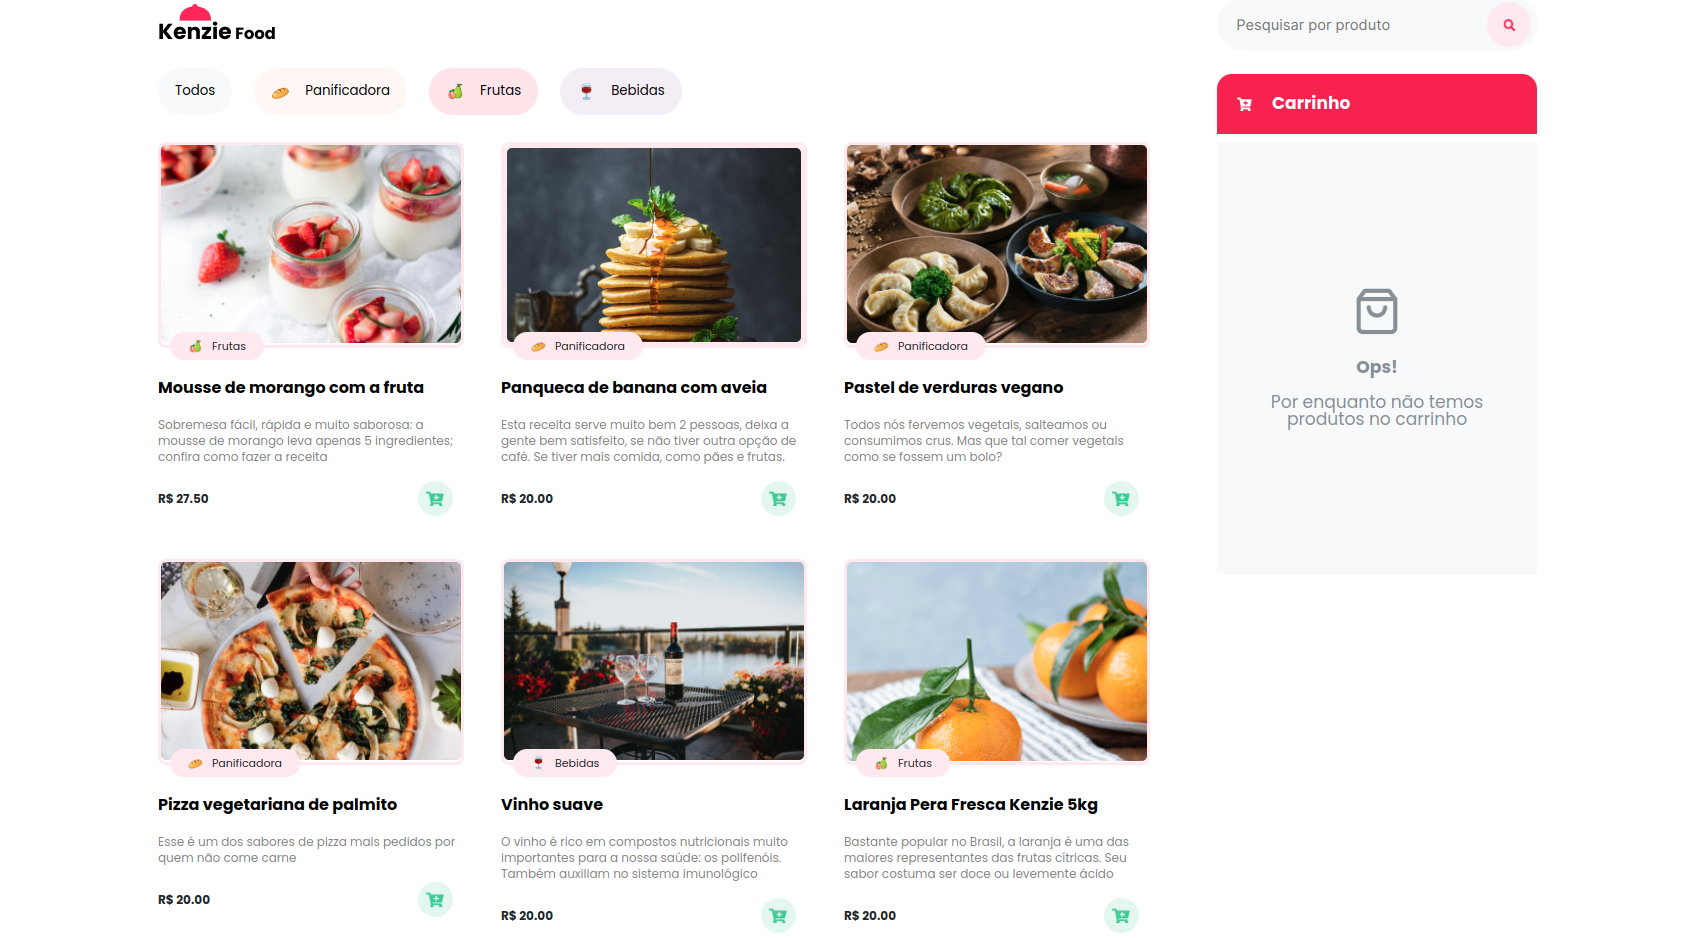 Kenzie Food
Pesquisar por produto
Todos
Panificadora
Frutas
Bebidas
Carrinho
Frutas
Mousse de morango com a fruta
Sobremesa fácil, rápida e muito saborosa: a
mousse de morango leva apenas 5 ingredientes;
confira como fazer a receita
R$ 27.50
Panificadora
Panqueca de banana com aveia
Esta receita serve muito bem 2 pessoas, deixa a
gente bem satisfeito, se não tiver outra opção de
café. Se tiver mais comida, como pães e frutas.
R$ 20.00
Panificadora
Pastel de verduras vegano
Todos nós fervemos vegetais, salteamos ou
consumimos crus. Mas que tal comer vegetais
como se fossem um bolo?
R$ 20.00
Ops!
Por enquanto não temos
produtos no carrinho
Panificadora
Pizza vegetariana de palmito
Esse é um dos sabores de pizza mais pedidos por
quem não come carne
R$ 20.00
Bebidas
Vinho suave
O vinho é rico em compostos nutricionais muito
importantes para a nossa saúde: os polifenóis.
Também auxiliam no sistema imunológico
R$ 20.00
Frutas
Laranja Pera Fresca Kenzie 5kg
Bastante popular no Brasil, a laranja é uma das
maiores representantes das frutas cítricas. Seu
sabor costuma ser doce ou levemente ácido
R$ 20.00